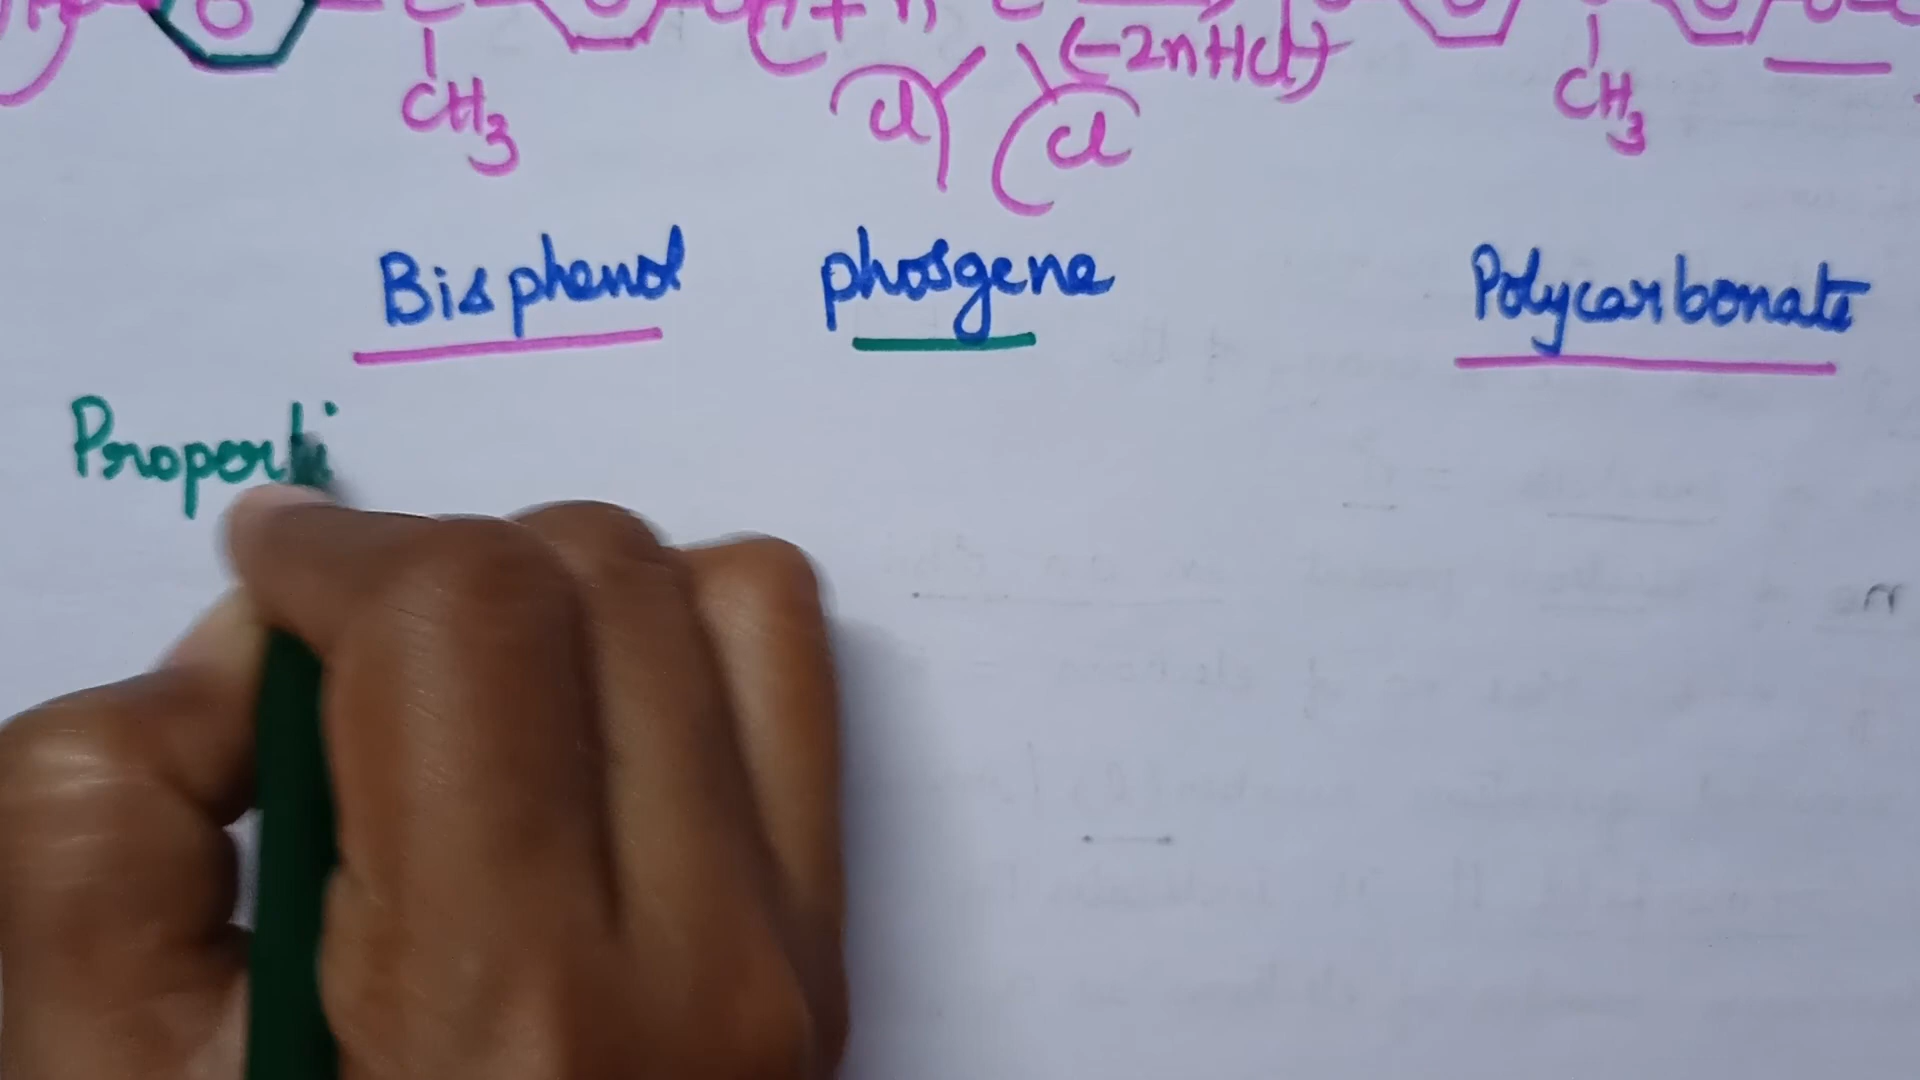 + n C (-2nHCl)
CH3 Cl Cl CH3
Bisphenol phosgene Polycarbonate
Properti